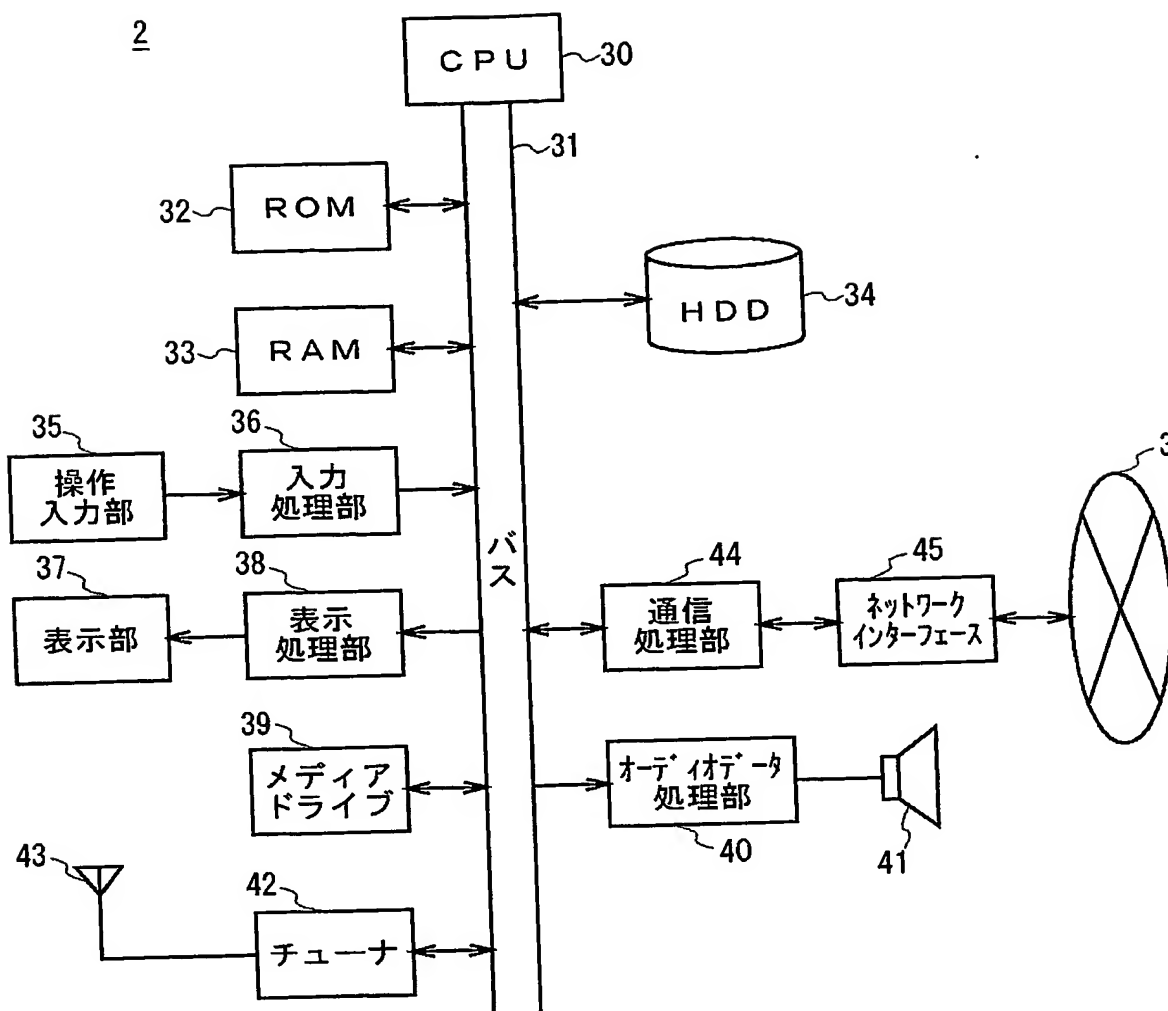 2
CPU
30
31
ROM
32
HDD
34
RAM
33
35
36
操作
入力部
入力
処理部
バス
37
38
表示部
表示
処理部
44
45
3
通信
処理部
ネットワーク
インターフェース
39
メディア
ドライブ
オーディオデータ
処理部
40
41
43
42
チューナ